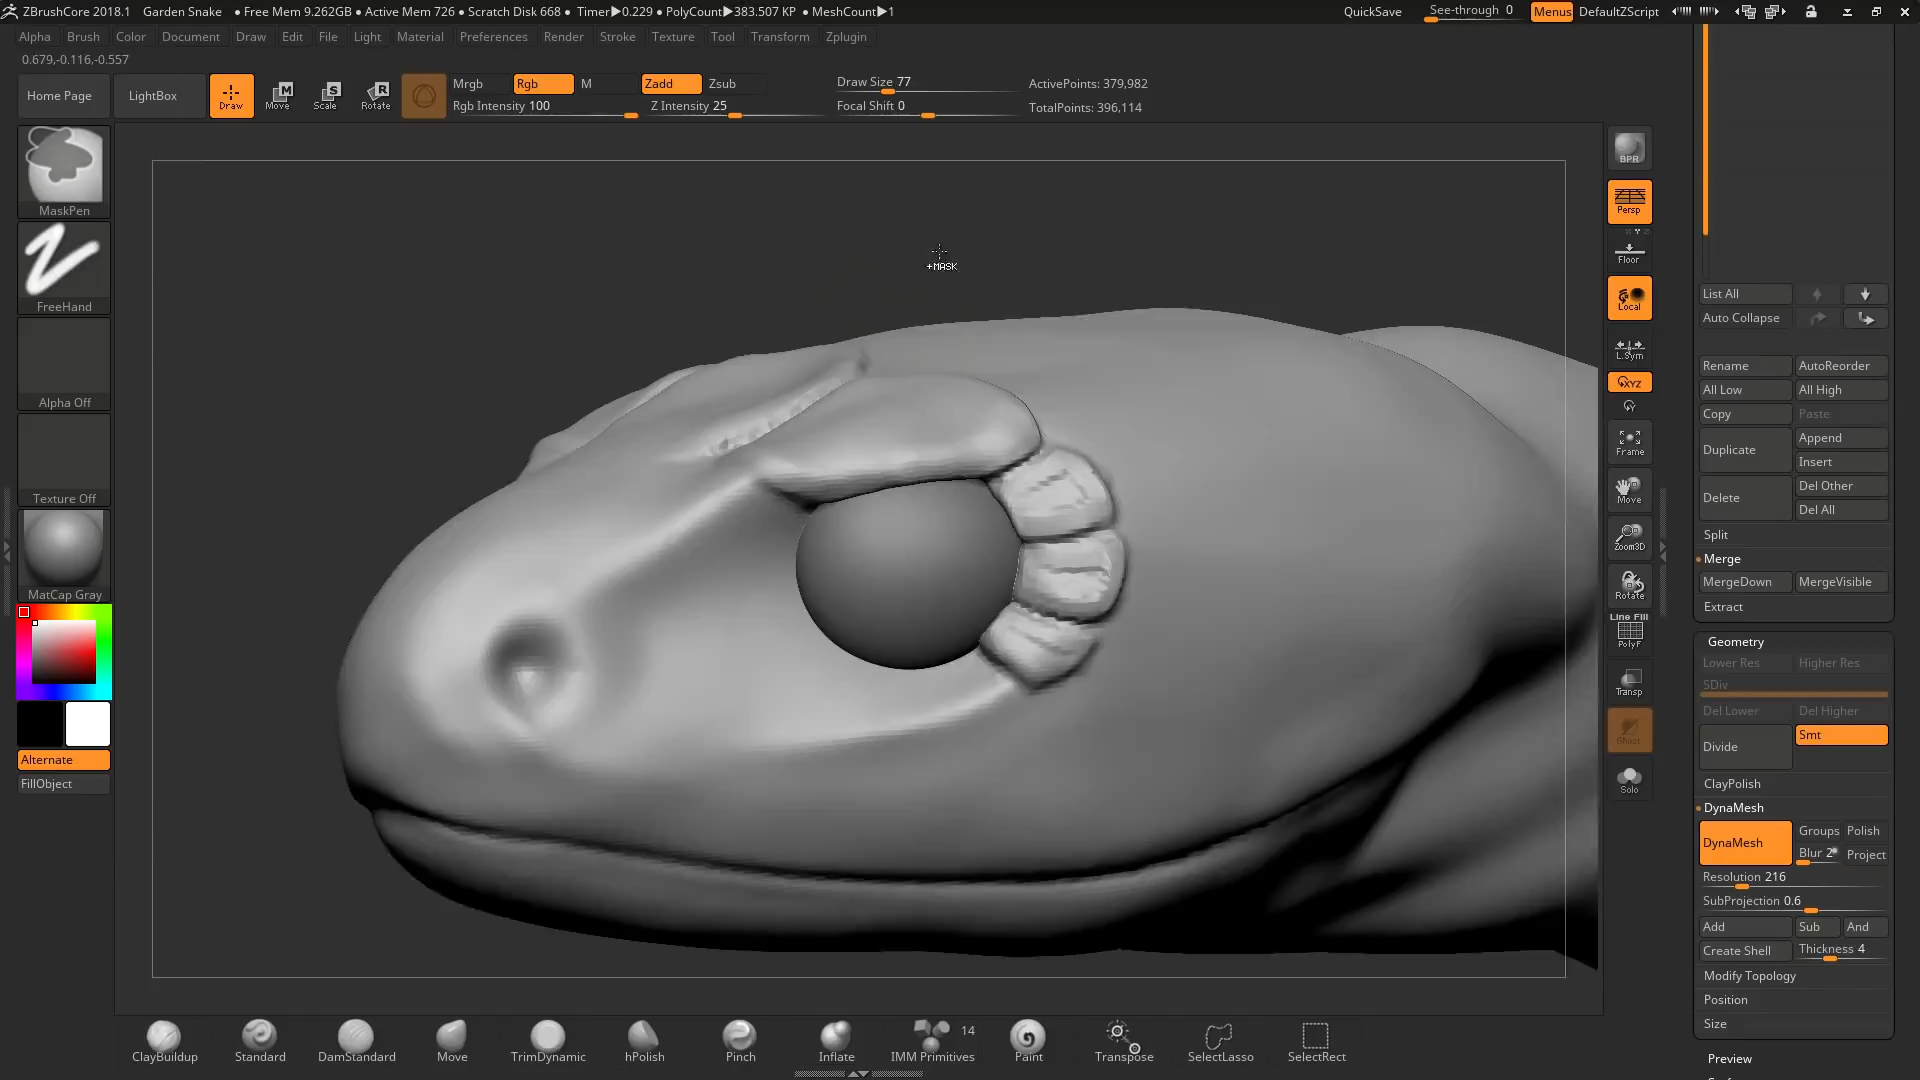 ZBrushCore 2018.1 Garden Snake ● Free Mem 9.262GB ● Active Mem 726 ● Scratch Disk 668 ● Timer▶0.229 ● PolyCount▶383.507 KP ● MeshCount▶1 QuickSave See-through 0 Menus DefaultZScript
Alpha Brush Color Document Draw Edit File Light Material Preferences Render Stroke Texture Tool Transform Zplugin
0.679,-0.116,-0.557
Home Page LightBox Draw Move Scale Rotate
Mrgb Rgb M Zadd Zsub Draw Size 77 ActivePoints: 379,982
Rgb Intensity 100 Z Intensity 25 Focal Shift 0 TotalPoints: 396,114
MaskPen
FreeHand
Alpha Off
Texture Off
MatCap Gray
Alternate
FillObject
+MASK
BPR
Persp
Floor
Local
L.Sym
XYZ
Y
Frame
Move
Zoom3D
Rotate
Line Fill
PolyF
Transp
Ghost
Solo
List All
Auto Collapse
Rename AutoReorder
All Low All High
Copy Paste
Duplicate Append
Insert
Delete Del Other
Del All
Split
Merge
MergeDown MergeVisible
Extract
Geometry
Lower Res Higher Res
SDiv
Del Lower Del Higher
Divide Smt
ClayPolish
DynaMesh
DynaMesh Groups Polish
Blur 2 Project
Resolution 216
SubProjection 0.6
Add Sub And
Create Shell Thickness 4
Modify Topology
Position
Size
Preview
ClayBuildup Standard DamStandard Move TrimDynamic hPolish Pinch Inflate IMM Primitives 14 Paint Transpose SelectLasso SelectRect